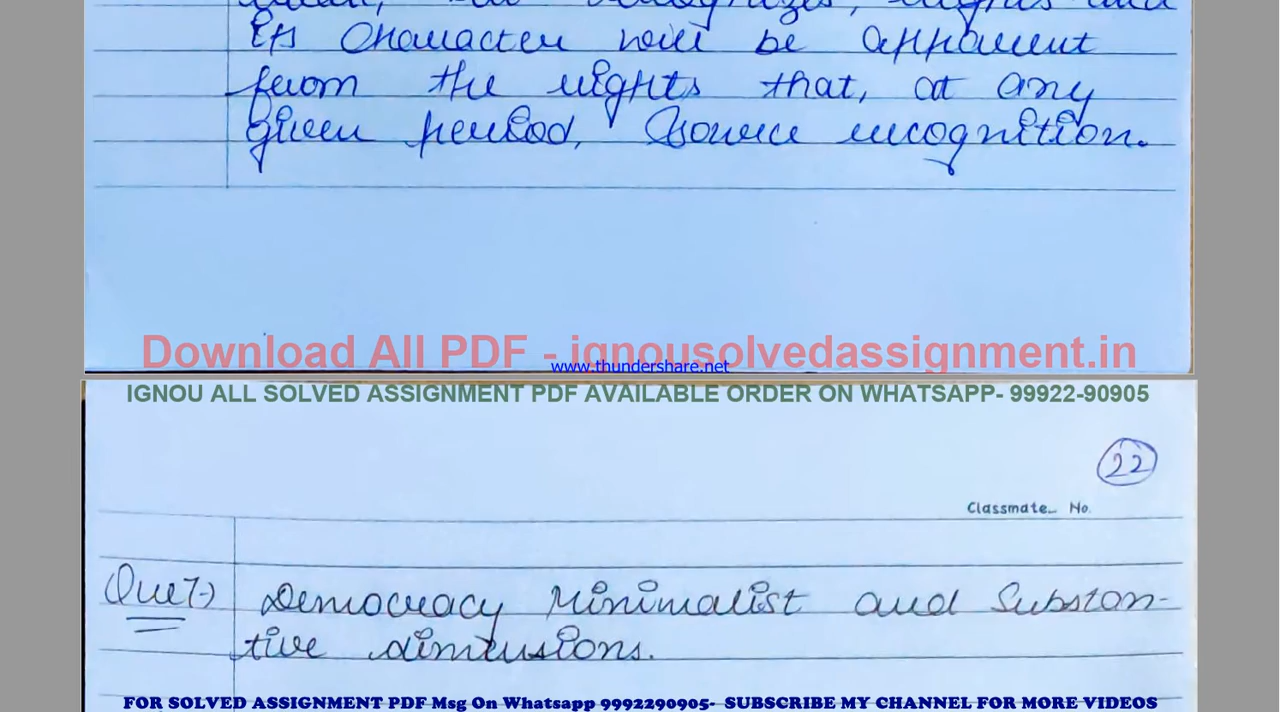 recognizes, rights and
its Character will be apparent
from the rights that, at any
given period, secure recognition.
Download All PDF - ignousolvedassignment.in
www.thundershare.net
IGNOU ALL SOLVED ASSIGNMENT PDF AVAILABLE ORDER ON WHATSAPP- 99922-90905
22
Classmate No.
Que7-) Democracy Minimalist and Substan-
tive dimensions.
FOR SOLVED ASSIGNMENT PDF Msg On Whatsapp 9992290905- SUBSCRIBE MY CHANNEL FOR MORE VIDEOS